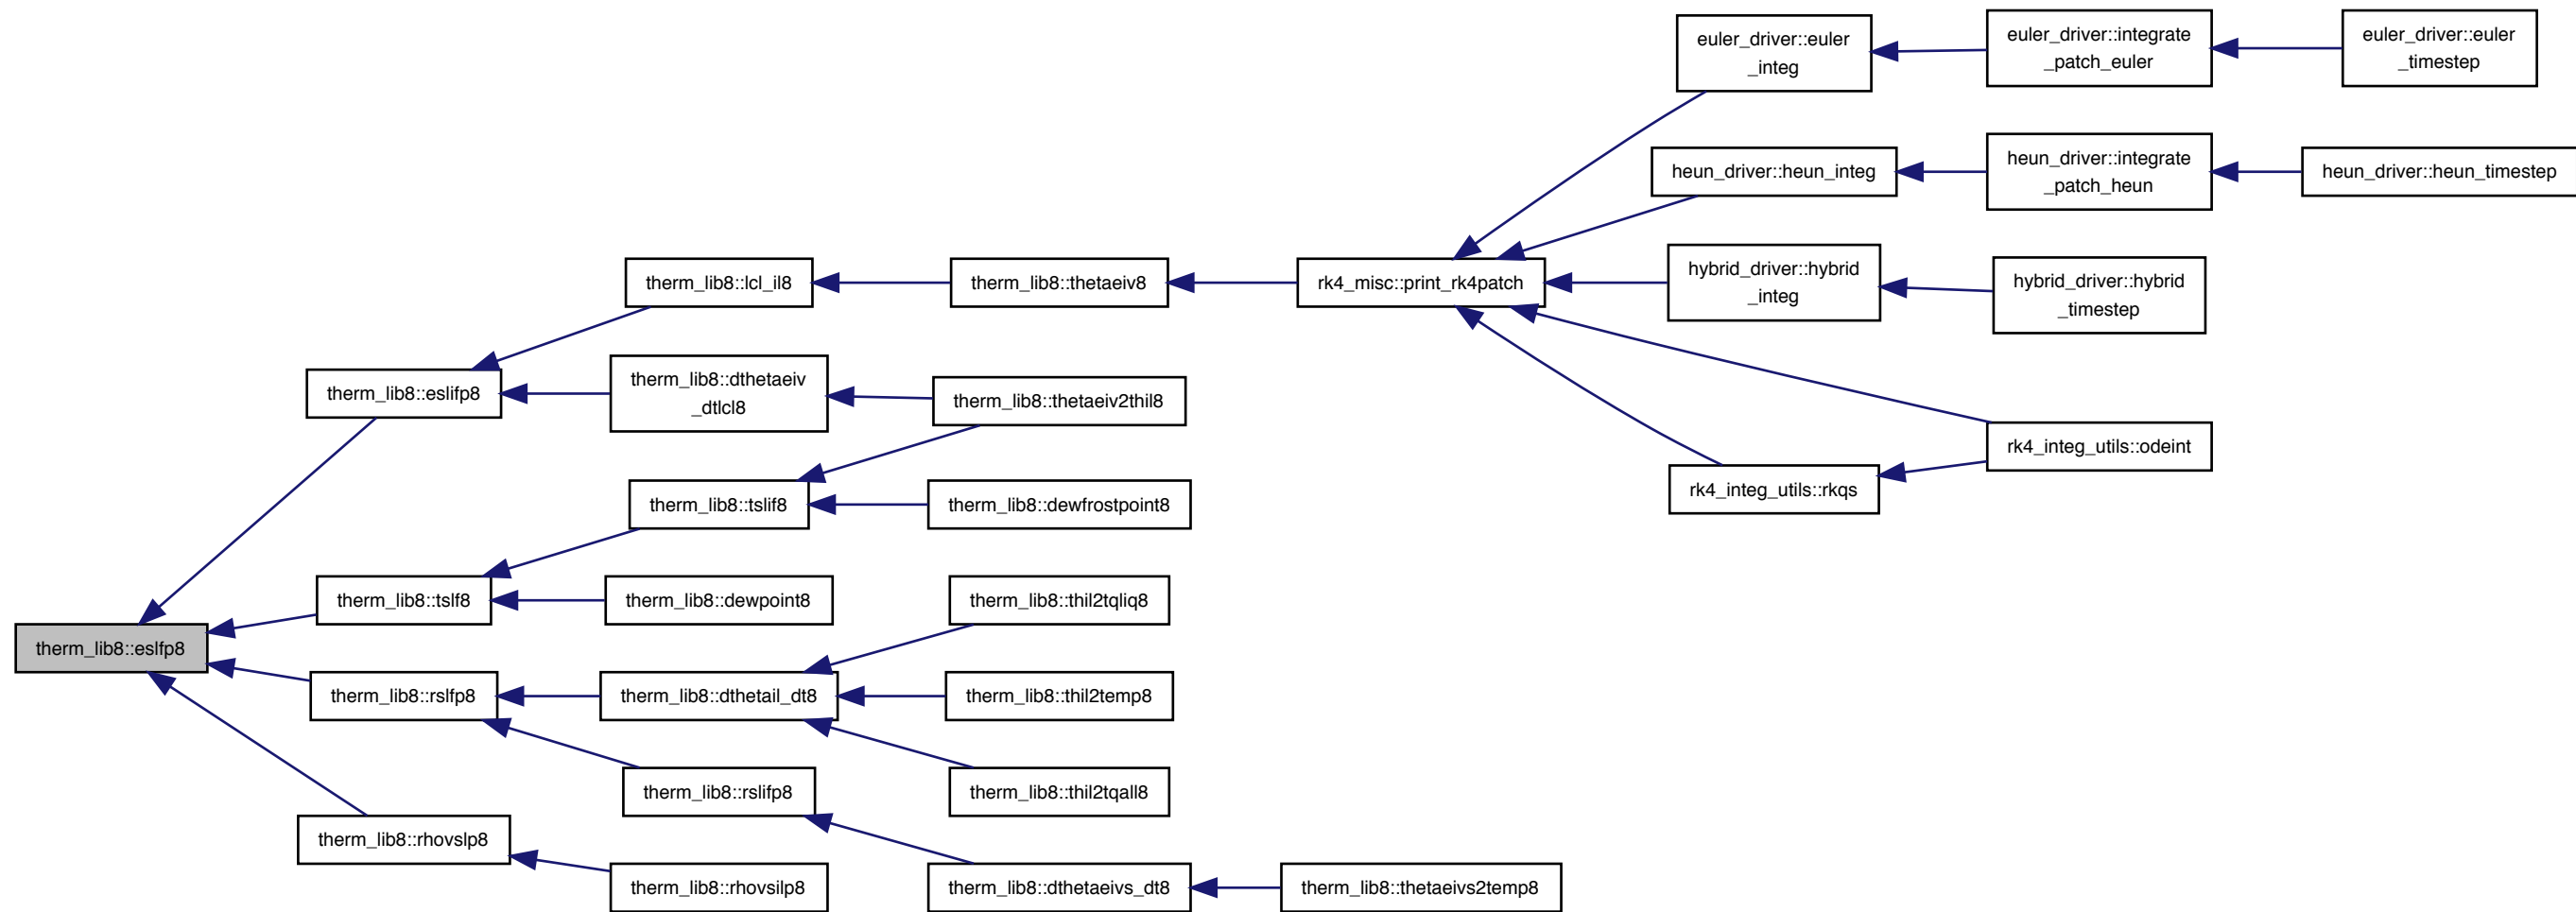 therm_lib8::eslfp8
therm_lib8::eslifp8
therm_lib8::tslf8
therm_lib8::rslfp8
therm_lib8::rhovslp8
therm_lib8::lcl_il8
therm_lib8::dthetaeiv
_dtlcl8
therm_lib8::tslif8
therm_lib8::dewpoint8
therm_lib8::dthetail_dt8
therm_lib8::rslifp8
therm_lib8::rhovsilp8
therm_lib8::thetaeiv8
therm_lib8::thetaeiv2thil8
therm_lib8::dewfrostpoint8
therm_lib8::thil2tqliq8
therm_lib8::thil2temp8
therm_lib8::thil2tqall8
therm_lib8::dthetaeivs_dt8
rk4_misc::print_rk4patch
therm_lib8::thetaeivs2temp8
euler_driver::euler
_integ
heun_driver::heun_integ
hybrid_driver::hybrid
_integ
rk4_integ_utils::rkqs
euler_driver::integrate
_patch_euler
heun_driver::integrate
_patch_heun
hybrid_driver::hybrid
_timestep
rk4_integ_utils::odeint
euler_driver::euler
_timestep
heun_driver::heun_timestep